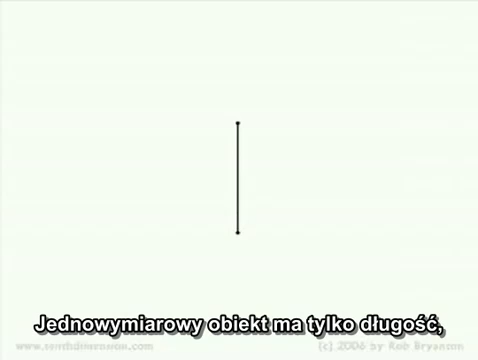 Jednowymiarowy obiekt ma tylko długość,
www.tenthdimension.com (c) 2006 by Rob Bryanton